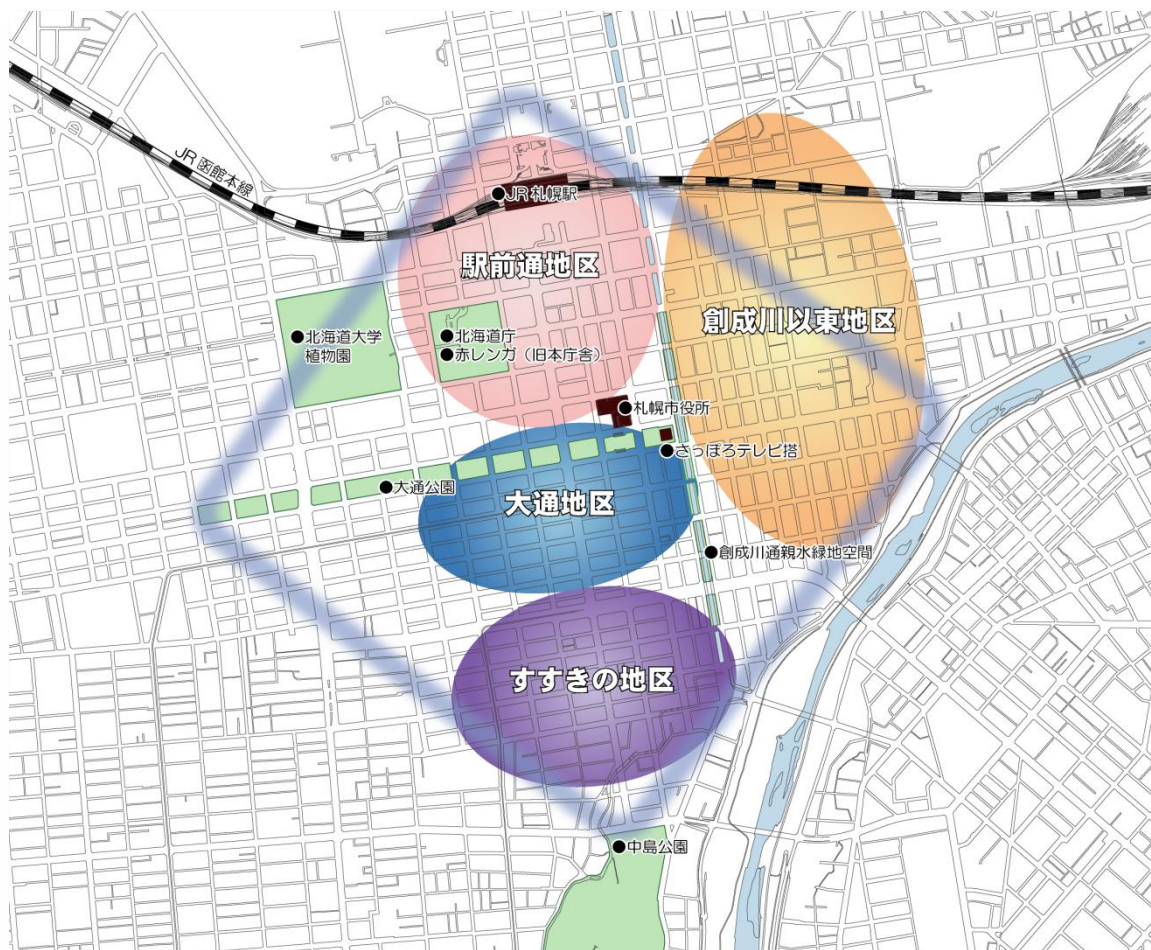 JR 函館本線
JR 札幌駅
駅前通地区
創成川以東地区
北海道大学
植物園
北海道庁
赤レンガ（旧本庁舎）
札幌市役所
さっぽろテレビ塔
大通公園
大通地区
創成川通親水緑地空間
すすきの地区
中島公園